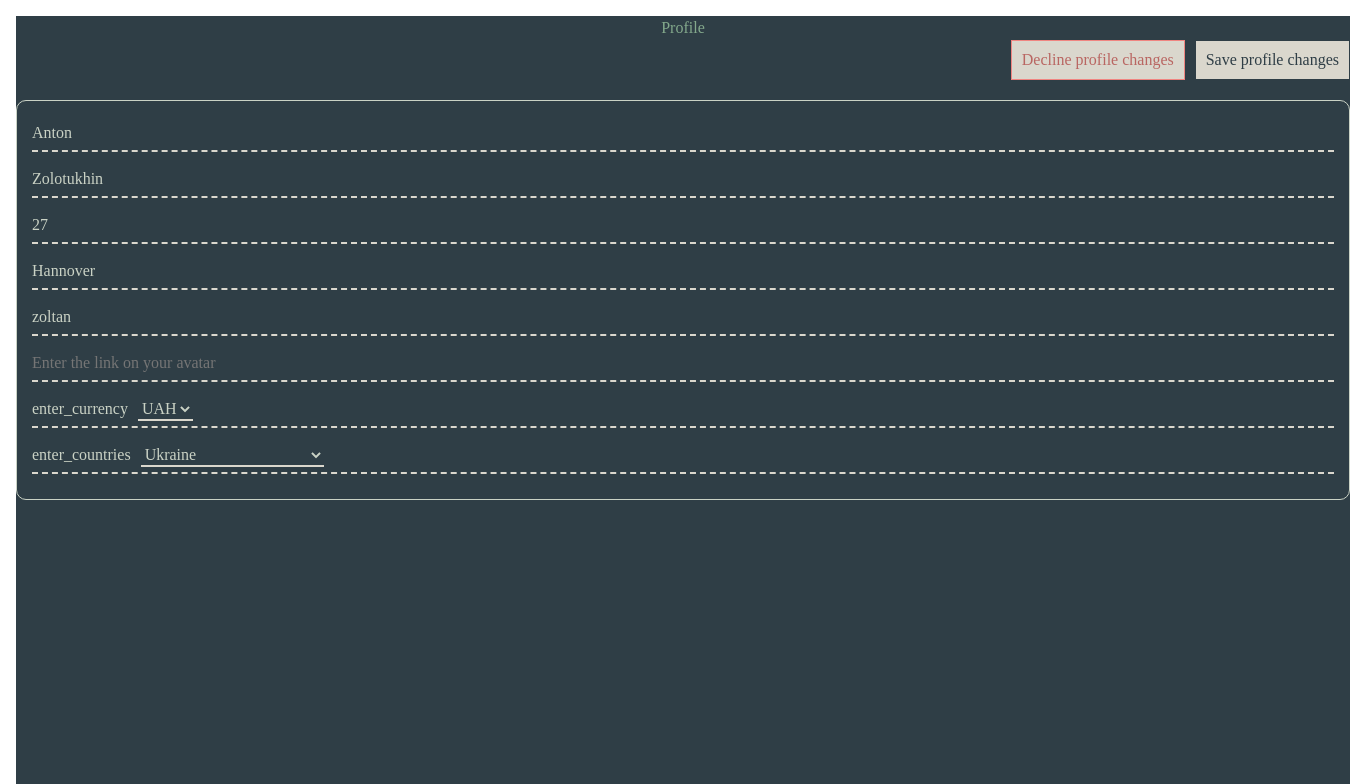 Profile
Decline profile changes Save profile changes
Anton
Zolotukhin
27
Hannover
zoltan
Enter the link on your avatar
enter_currency UAH
enter_countries Ukraine